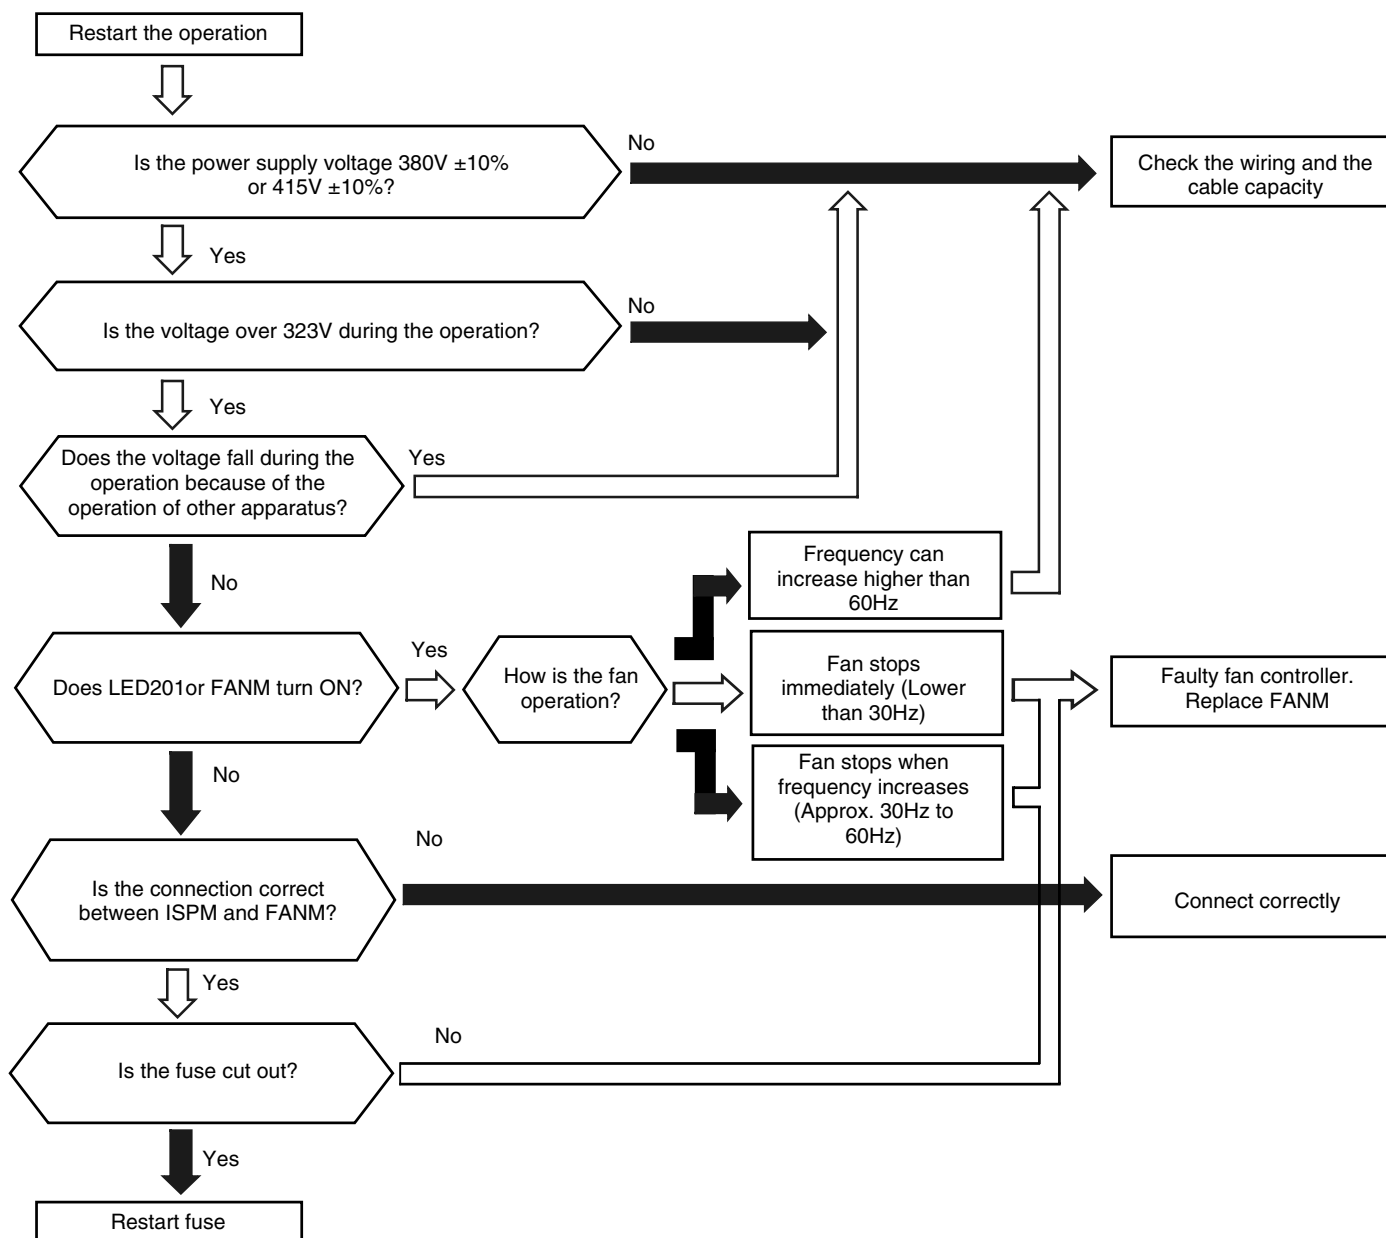 Restart the operation
Is the power supply voltage 380V ±10%
or 415V ±10%?
No
Check the wiring and the
cable capacity
Yes
Is the voltage over 323V during the operation?
No
Yes
Does the voltage fall during the
operation because of the
operation of other apparatus?
Yes
No
Frequency can
increase higher than
60Hz
Does LED201or FANM turn ON?
Yes
How is the fan
operation?
Fan stops
immediately (Lower
than 30Hz)
Faulty fan controller.
Replace FANM
Fan stops when
frequency increases
(Approx. 30Hz to
60Hz)
No
Is the connection correct
between ISPM and FANM?
No
Connect correctly
Yes
Is the fuse cut out?
No
Yes
Restart fuse